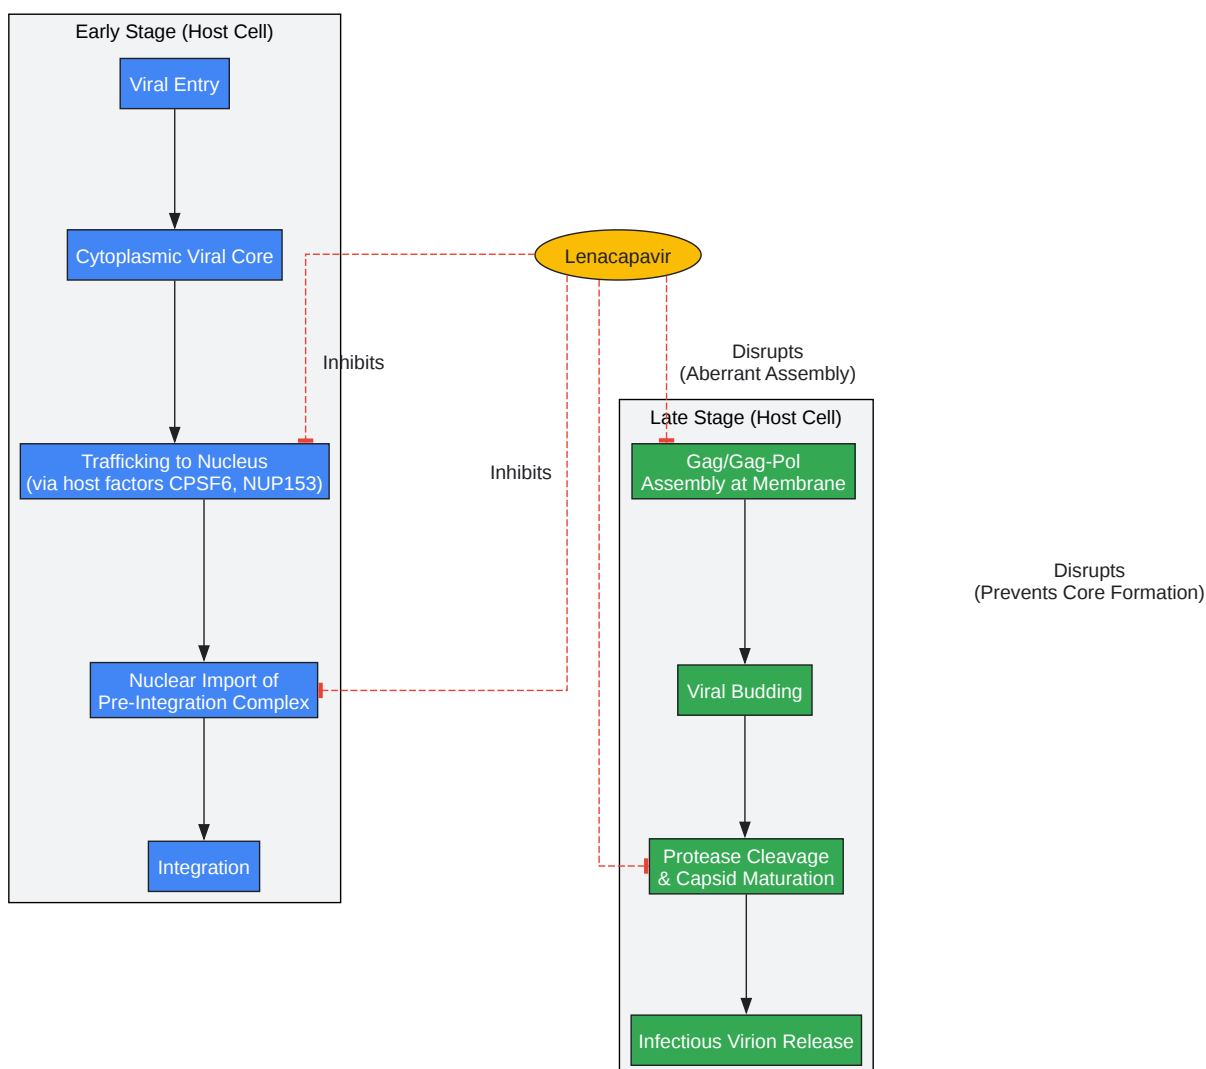 Early Stage (Host Cell)
Viral Entry
Cytoplasmic Viral Core
Trafficking to Nucleus
(via host factors CPSF6, NUP153)
Nuclear Import of
Pre-Integration Complex
Integration
Lenacapavir
Inhibits
Inhibits
Disrupts
(Aberrant Assembly)
Late Stage (Host Cell)
Gag/Gag-Pol
Assembly at Membrane
Viral Budding
Protease Cleavage
& Capsid Maturation
Infectious Virion Release
Disrupts
(Prevents Core Formation)